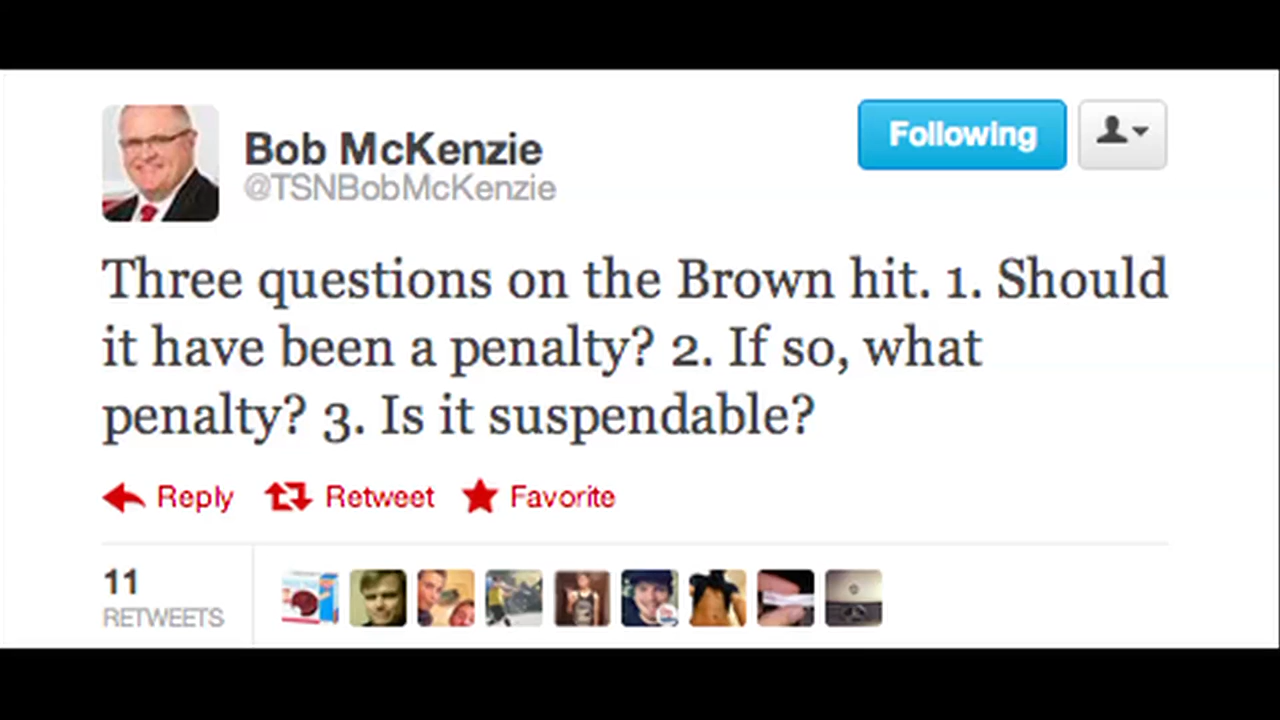 Bob McKenzie
@TSNBobMcKenzie
Following
Three questions on the Brown hit. 1. Should
it have been a penalty? 2. If so, what
penalty? 3. Is it suspendable?
Reply Retweet Favorite
11
RETWEETS